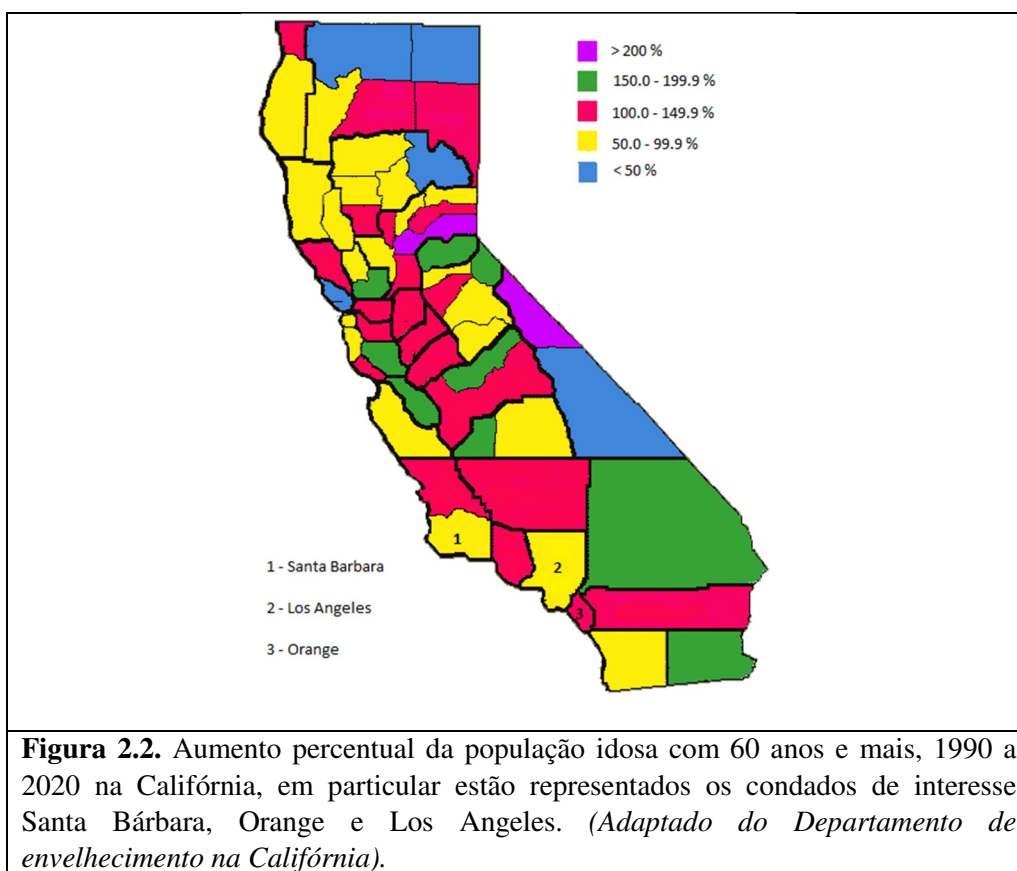 > 200 %
150.0 - 199.9 %
100.0 - 149.9 %
50.0 - 99.9 %
< 50 %
1
2
3
1 - Santa Barbara
2 - Los Angeles
3 - Orange
Figura 2.2. Aumento percentual da população idosa com 60 anos e mais, 1990 a
2020 na Califórnia, em particular estão representados os condados de interesse
Santa Bárbara, Orange e Los Angeles. (Adaptado do Departamento de
envelhecimento na Califórnia).